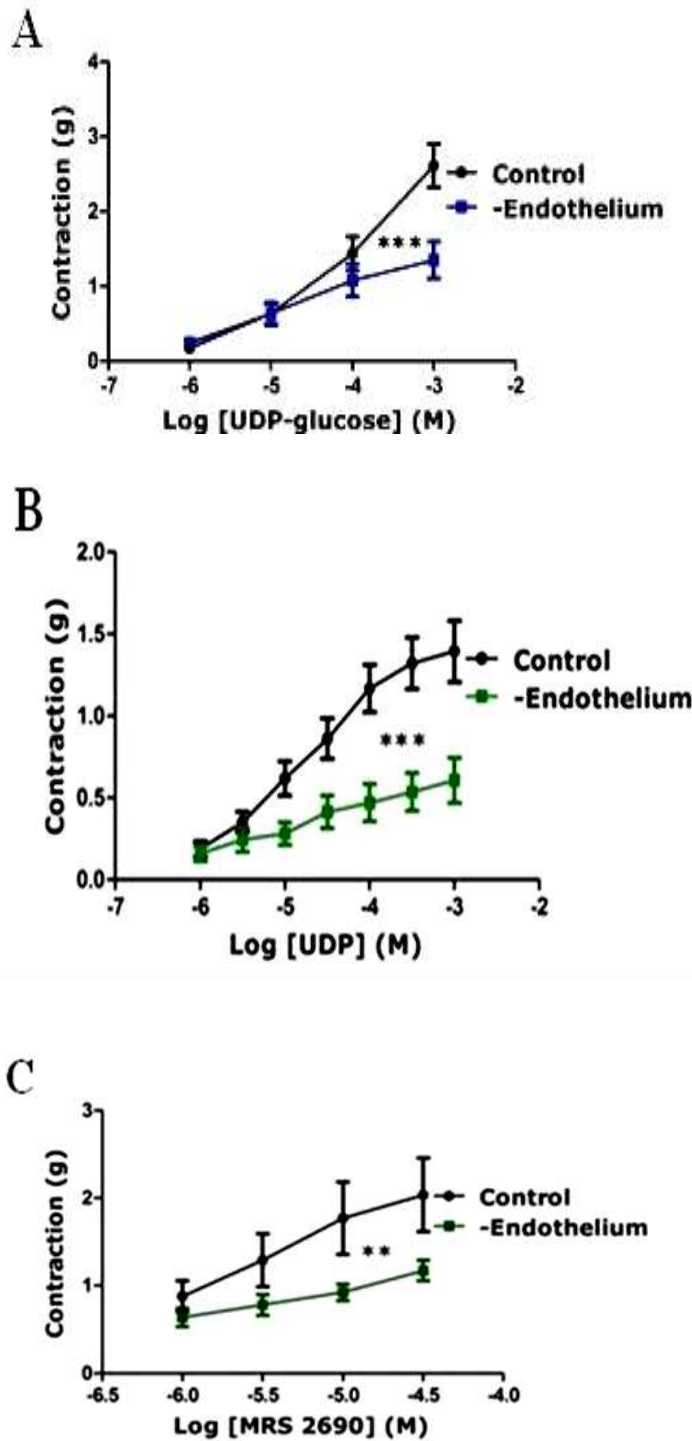 A
Contraction (g)
4
3
2
1
0
-7 -6 -5 -4 -3 -2
Log [UDP-glucose] (M)
Control
-Endothelium
***
B
Contraction (g)
2.0
1.5
1.0
0.5
0.0
-7 -6 -5 -4 -3 -2
Log [UDP] (M)
Control
-Endothelium
***
C
Contraction (g)
3
2
1
0
-6.5 -6.0 -5.5 -5.0 -4.5 -4.0
Log [MRS 2690] (M)
Control
-Endothelium
**